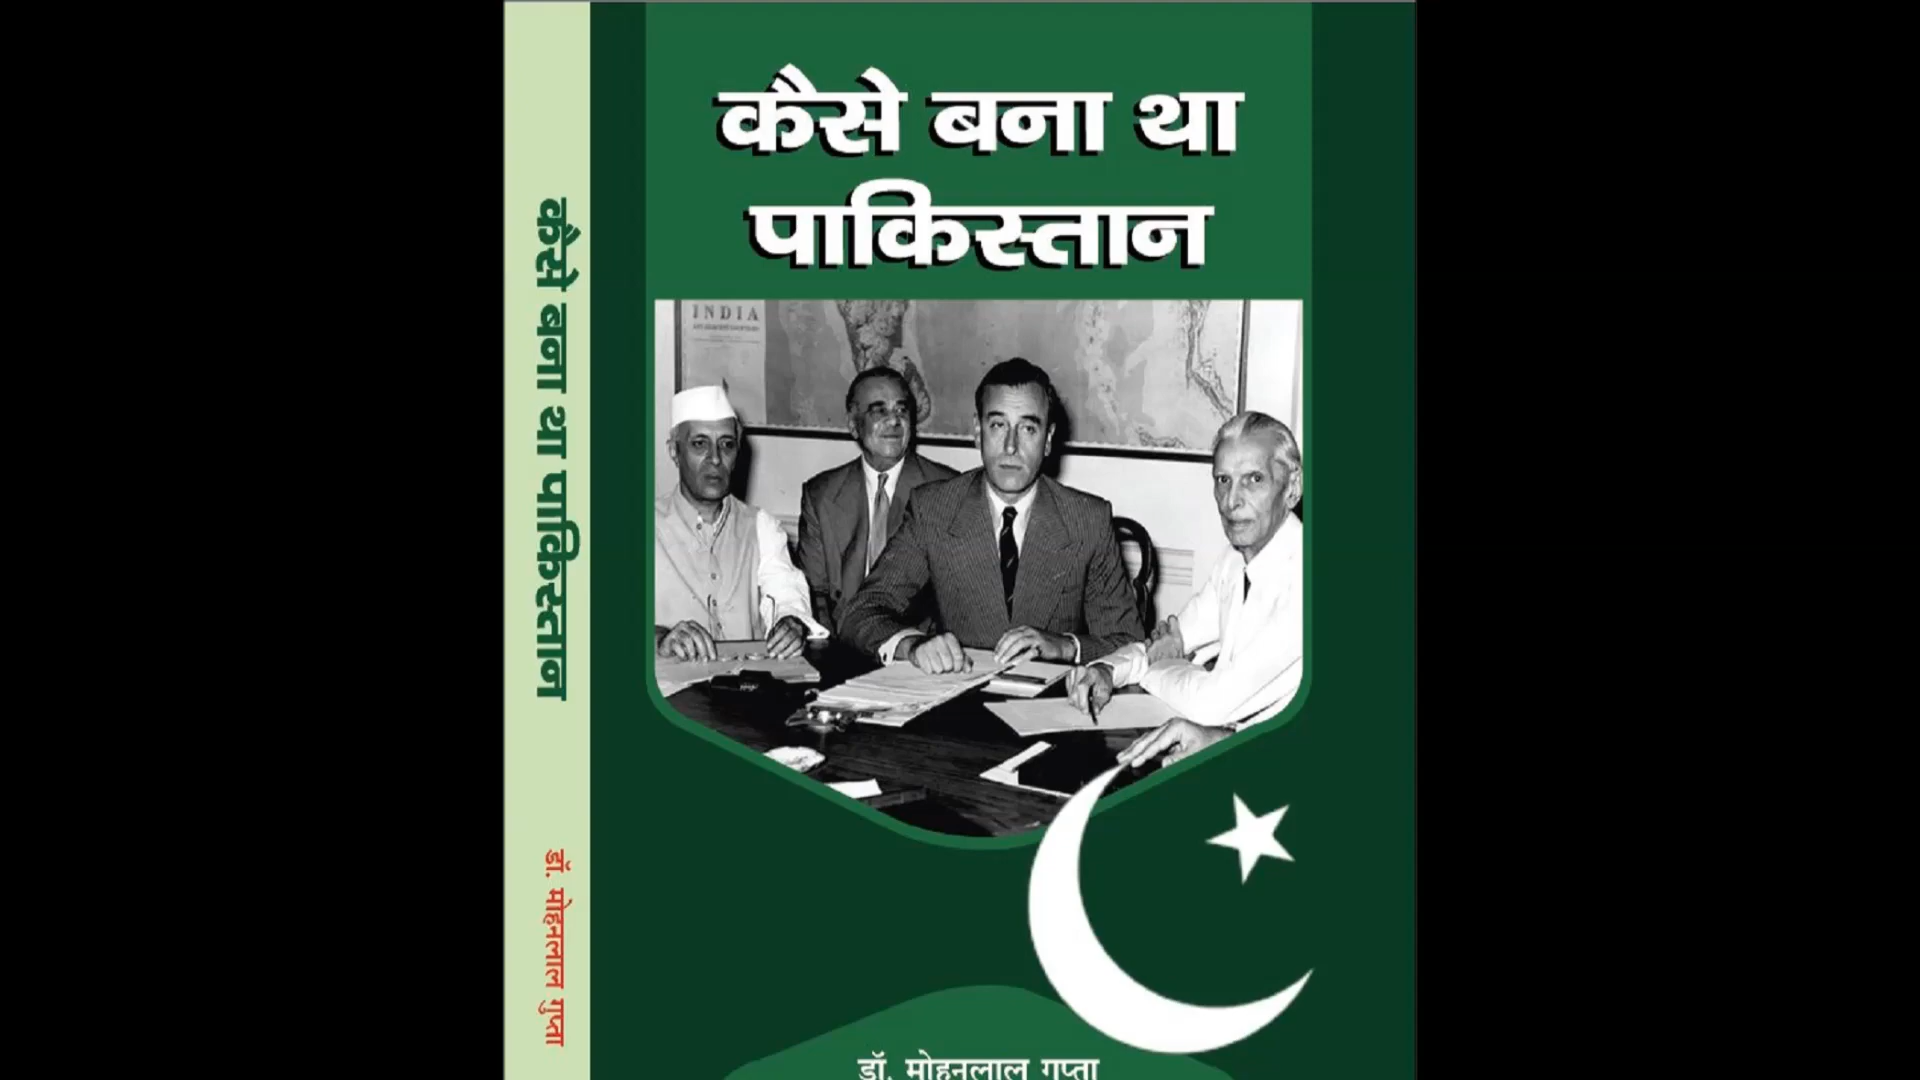 कैसे बना था
पाकिस्तान
INDIA
डॉ. मोहनलाल गुप्ता
कैसे बना था पाकिस्तान
डॉ. मोहनलाल गुप्ता